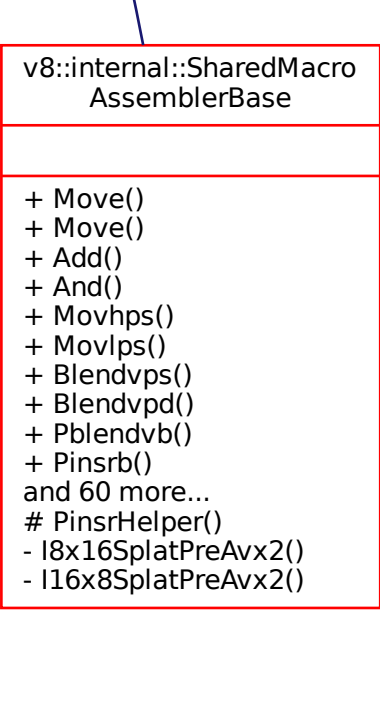 v8::internal::SharedMacro
AssemblerBase
+ Move()
+ Move()
+ Add()
+ And()
+ Movhps()
+ Movlps()
+ Blendvps()
+ Blendvpd()
+ Pblendvb()
+ Pinsrb()
and 60 more...
# PinsrHelper()
- I8x16SplatPreAvx2()
- I16x8SplatPreAvx2()